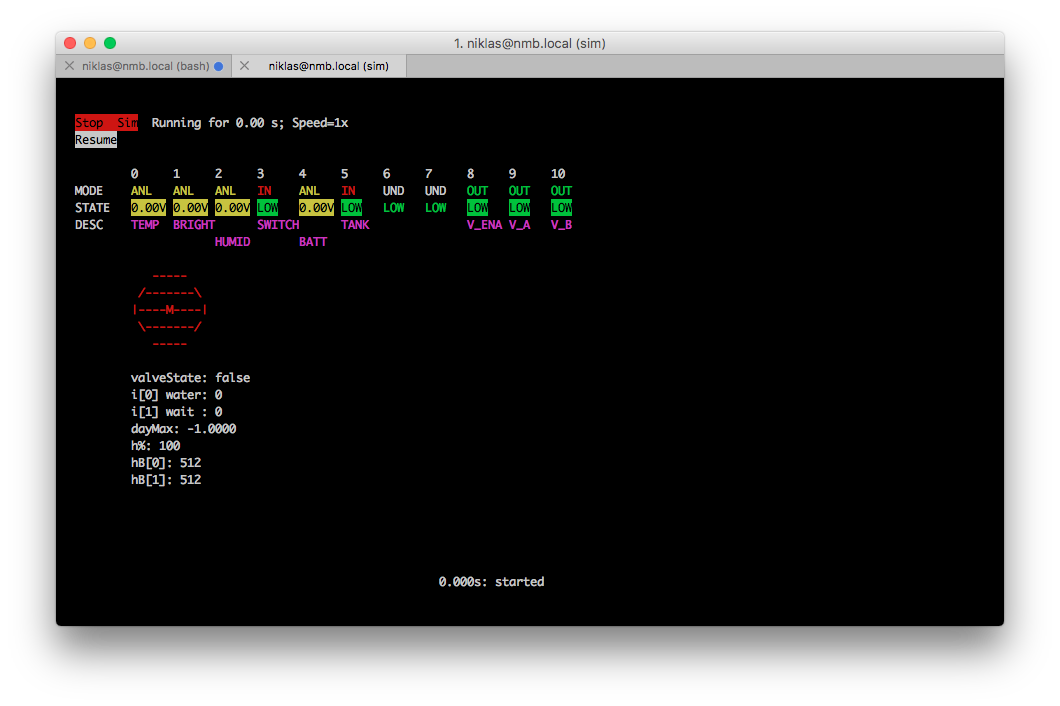 1. niklas@nmb.local (sim)
niklas@nmb.local (bash) niklas@nmb.local (sim)
Stop Sim Running for 0.00 s; Speed=1x
Resume
0 1 2 3 4 5 6 7 8 9 10
MODE ANL ANL ANL IN ANL IN UND UND OUT OUT OUT
STATE 0.00V 0.00V 0.00V LOW 0.00V LOW LOW LOW LOW LOW LOW
DESC TEMP BRIGHT SWITCH TANK V_ENA V_A V_B
HUMID BATT
-----
/-------\
|----M----|
\-------/
-----
valveState: false
i[0] water: 0
i[1] wait : 0
dayMax: -1.0000
h%: 100
hB[0]: 512
hB[1]: 512
0.000s: started